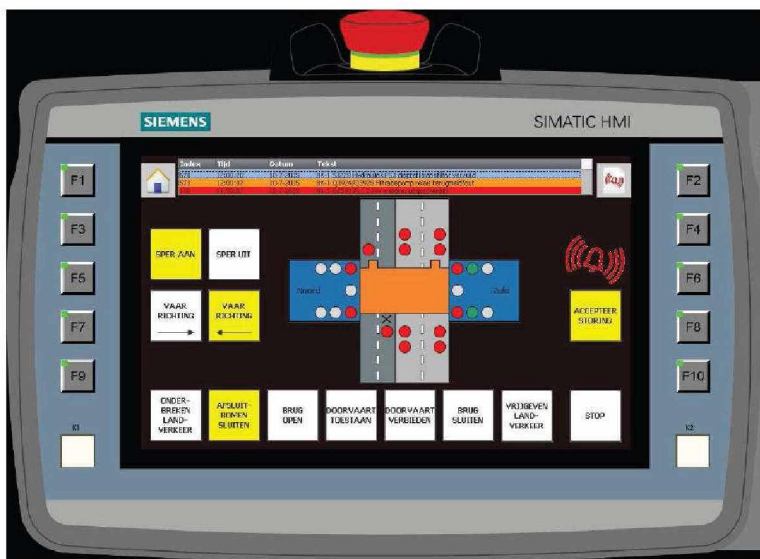 SIEMENS
SIMATIC HMI
Index Tijd Datum Tekst
F1
F2
F3
F4
F5
F6
F7
F8
F9
F10
K1
K2
SPER AAN
SPER UIT
VAAR
RICHTING
VAAR
RICHTING
Noord
Zuid
ACCEPTEER
STORING
ONDER-
BREKEN
LAND-
VERKEER
AFSLUIT-
BOMEN
SLUITEN
BRUG
OPEN
DOORVAART
TOESTAAN
DOORVAART
VERBIEDEN
BRUG
SLUITEN
VRIJGEVEN
LAND-
VERKEER
STOP